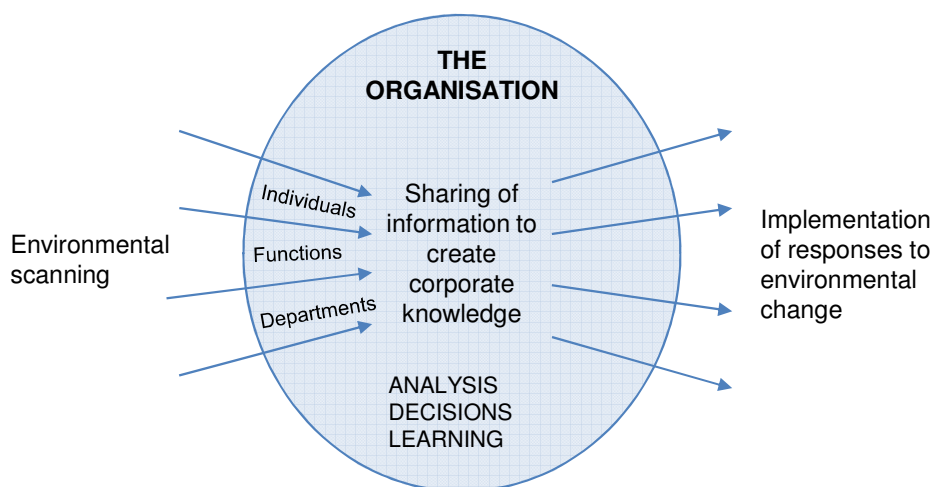 THE
ORGANISATION
Environmental
scanning
Individuals
Functions
Departments
Sharing of
information to
create
corporate
knowledge
ANALYSIS
DECISIONS
LEARNING
Implementation
of responses to
environmental
change